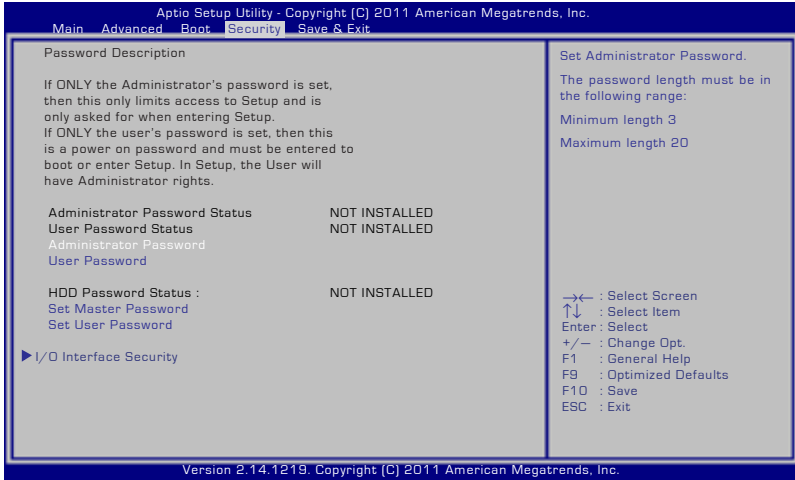 Aptio Setup Utility - Copyright (C) 2011 American Megatrends, Inc.
Main Advanced Boot Security Save & Exit
Password Description
If ONLY the Administrator's password is set,
then this only limits access to Setup and is
only asked for when entering Setup.
If ONLY the user's password is set, then this
is a power on password and must be entered to
boot or enter Setup. In Setup, the User will
have Administrator rights.
Administrator Password Status NOT INSTALLED
User Password Status NOT INSTALLED
Administrator Password
User Password
HDD Password Status : NOT INSTALLED
Set Master Password
Set User Password
I/O Interface Security
Set Administrator Password.
The password length must be in
the following range:
Minimum length 3
Maximum length 20
→← : Select Screen
↑↓ : Select Item
Enter : Select
+/— : Change Opt.
F1 : General Help
F9 : Optimized Defaults
F10 : Save
ESC : Exit
Version 2.14.1219. Copyright (C) 2011 American Megatrends, Inc.